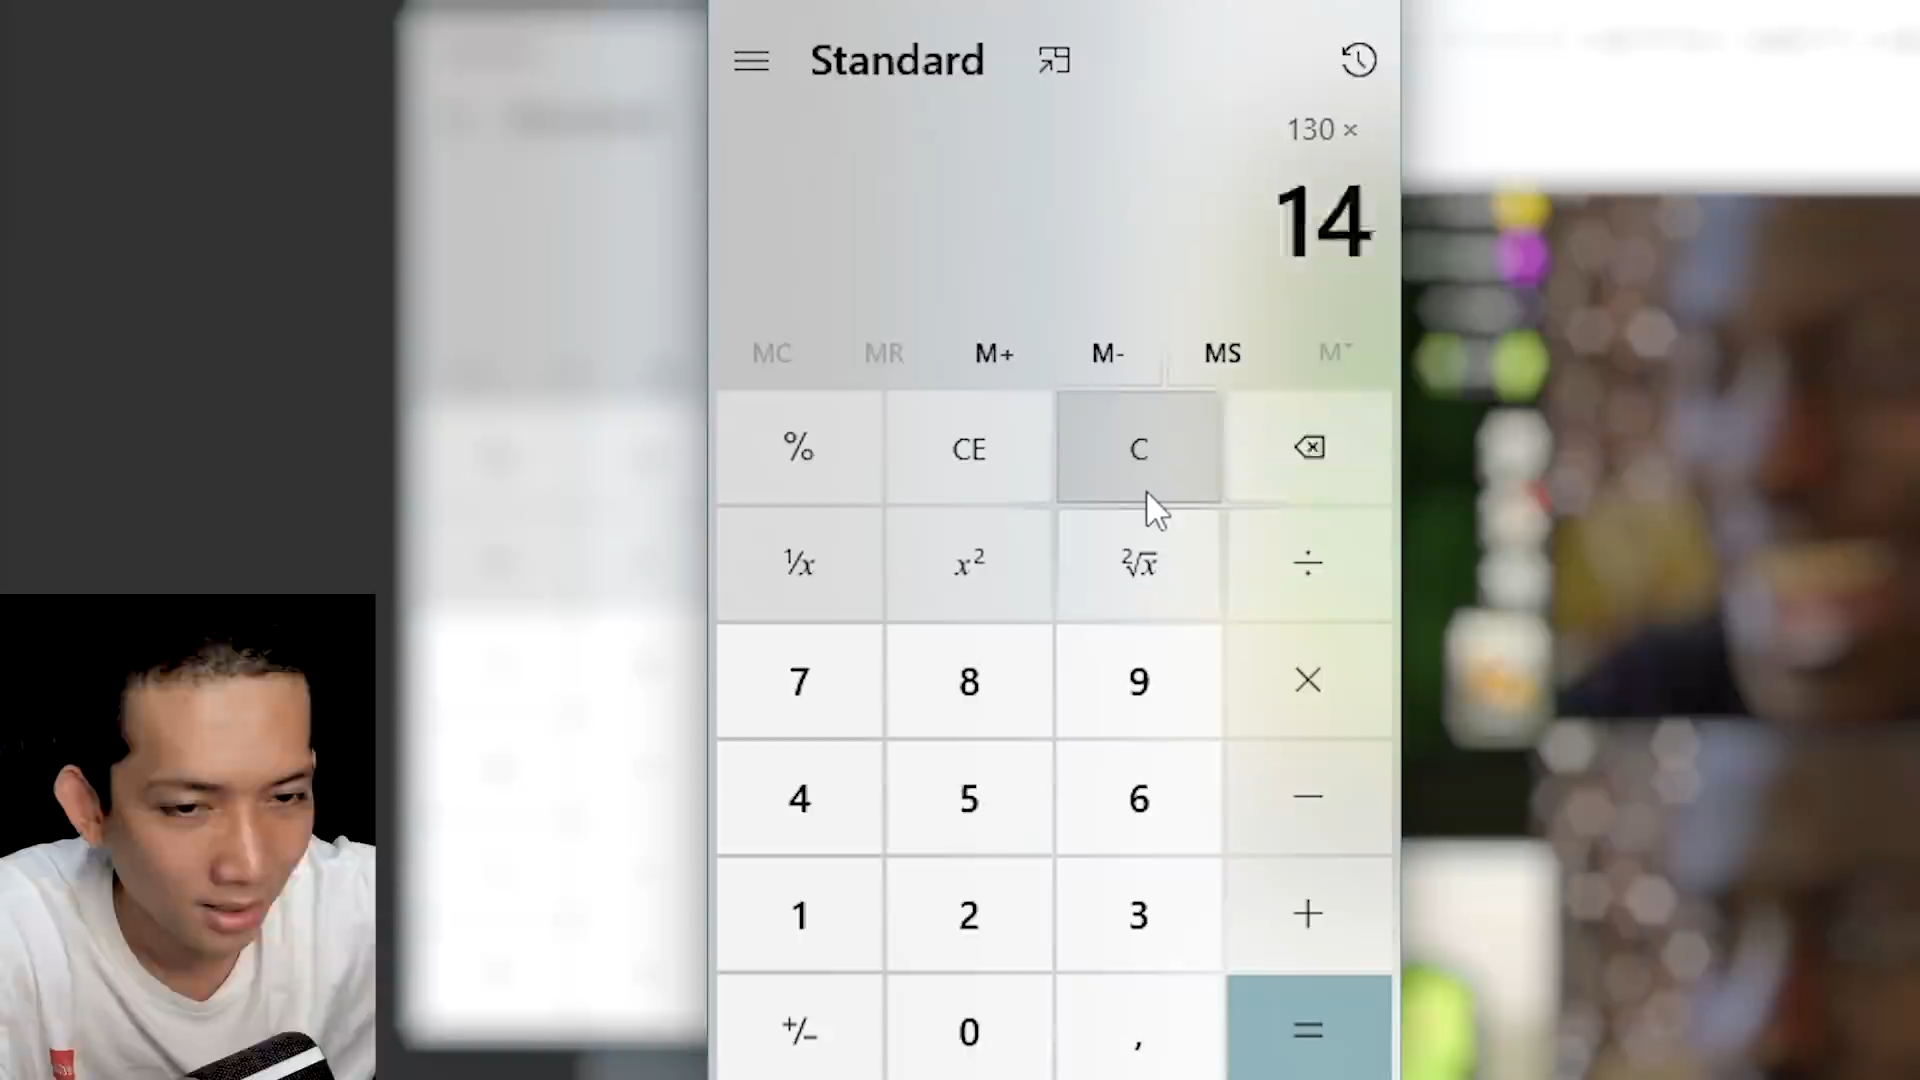 Standard
130 ×
14
MC MR M+ M- MS M˅
% CE C
⅟x x² ²√x ÷
7 8 9 ×
4 5 6 −
1 2 3 +
+/− 0 , =